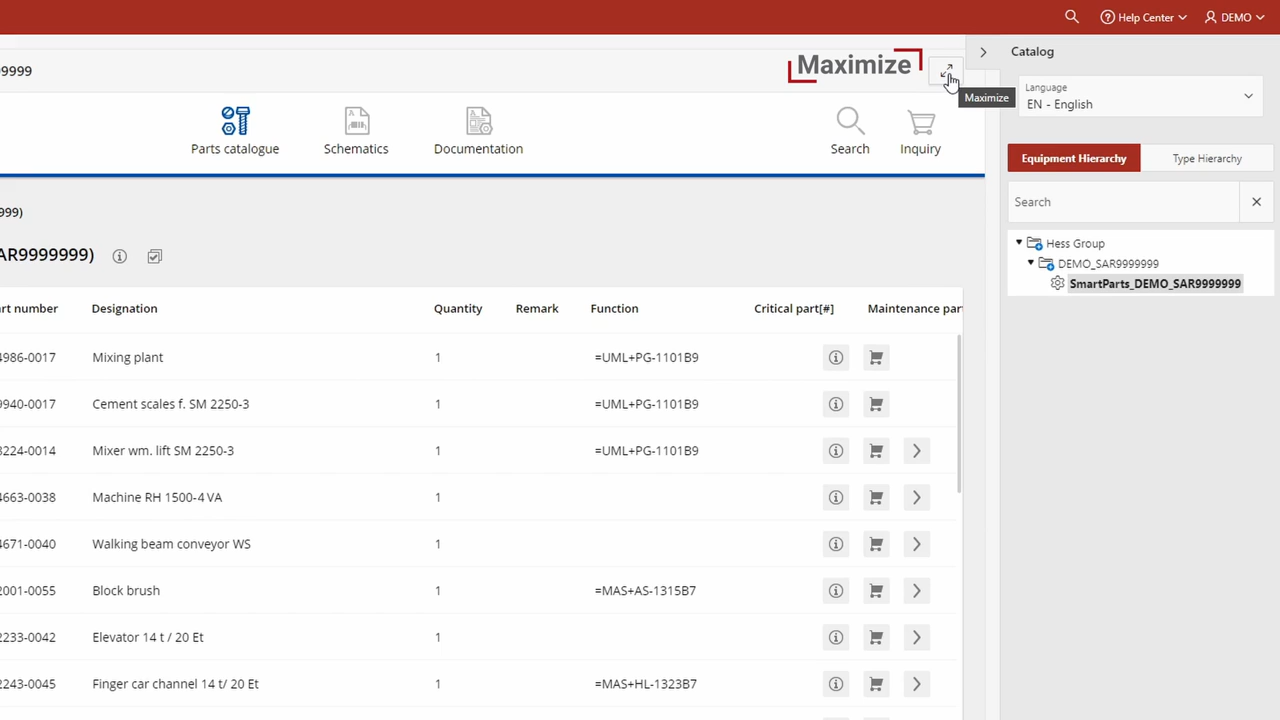 Help Center
DEMO
9999
Maximize
Maximize
Catalog
Language
EN - English
Parts catalogue
Schematics
Documentation
Search
Inquiry
Equipment Hierarchy
Type Hierarchy
Search
999)
AR9999999)
Hess Group
DEMO_SAR9999999
SmartParts_DEMO_SAR9999999
rt number Designation Quantity Remark Function Critical part[#] Maintenance par
4986-0017 Mixing plant 1 =UML+PG-1101B9
9940-0017 Cement scales f. SM 2250-3 1 =UML+PG-1101B9
3224-0014 Mixer wm. lift SM 2250-3 1 =UML+PG-1101B9
4663-0038 Machine RH 1500-4 VA 1
4671-0040 Walking beam conveyor WS 1
2001-0055 Block brush 1 =MAS+AS-1315B7
2233-0042 Elevator 14 t / 20 Et 1
2243-0045 Finger car channel 14 t/ 20 Et 1 =MAS+HL-1323B7